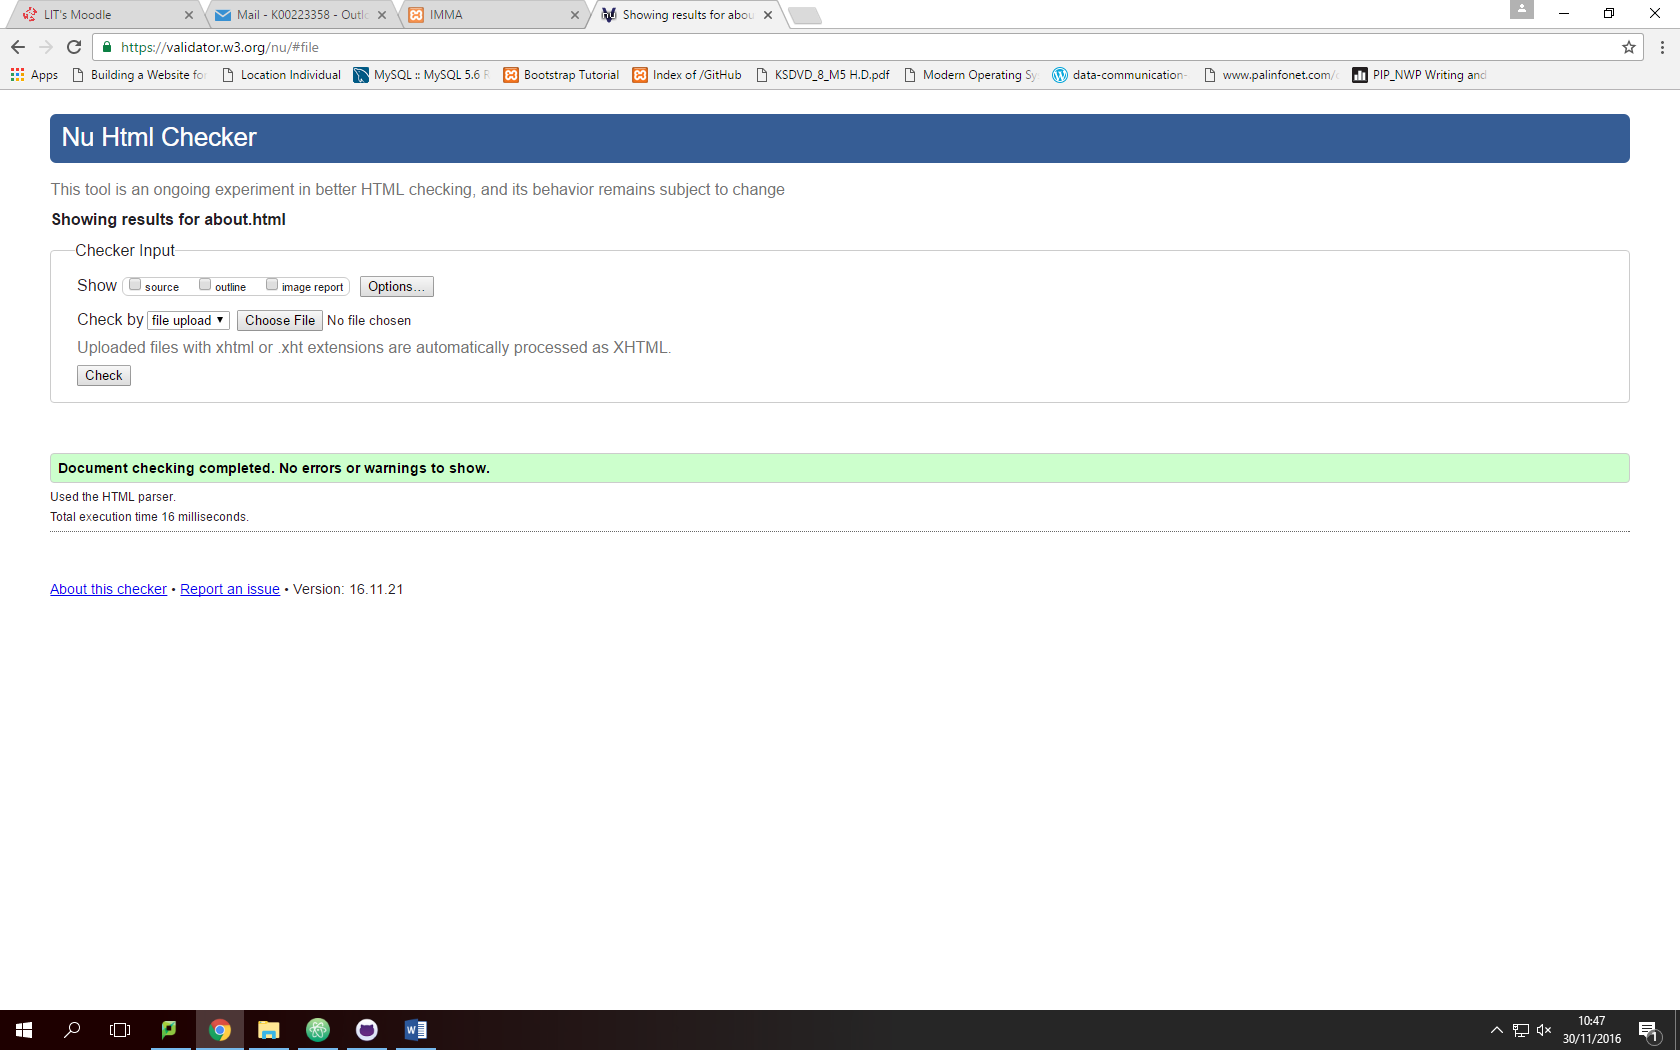 LIT's Moodle
Mail - K00223358 - Outlo
IMMA
Showing results for abou
https://validator.w3.org/nu/#file
Apps
Building a Website for
Location Individual
MySQL :: MySQL 5.6 R
Bootstrap Tutorial
Index of /GitHub
KSDVD_8_M5 H.D.pdf
Modern Operating Sy
data-communication-
www.palinfonet.com/
PIP_NWP Writing and
Nu Html Checker
This tool is an ongoing experiment in better HTML checking, and its behavior remains subject to change
Showing results for about.html
Checker Input
Show source outline image report Options...
Check by file upload Choose File No file chosen
Uploaded files with xhtml or .xht extensions are automatically processed as XHTML.
Check
Document checking completed. No errors or warnings to show.
Used the HTML parser.
Total execution time 16 milliseconds.
About this checker • Report an issue • Version: 16.11.21
10:47
30/11/2016
1